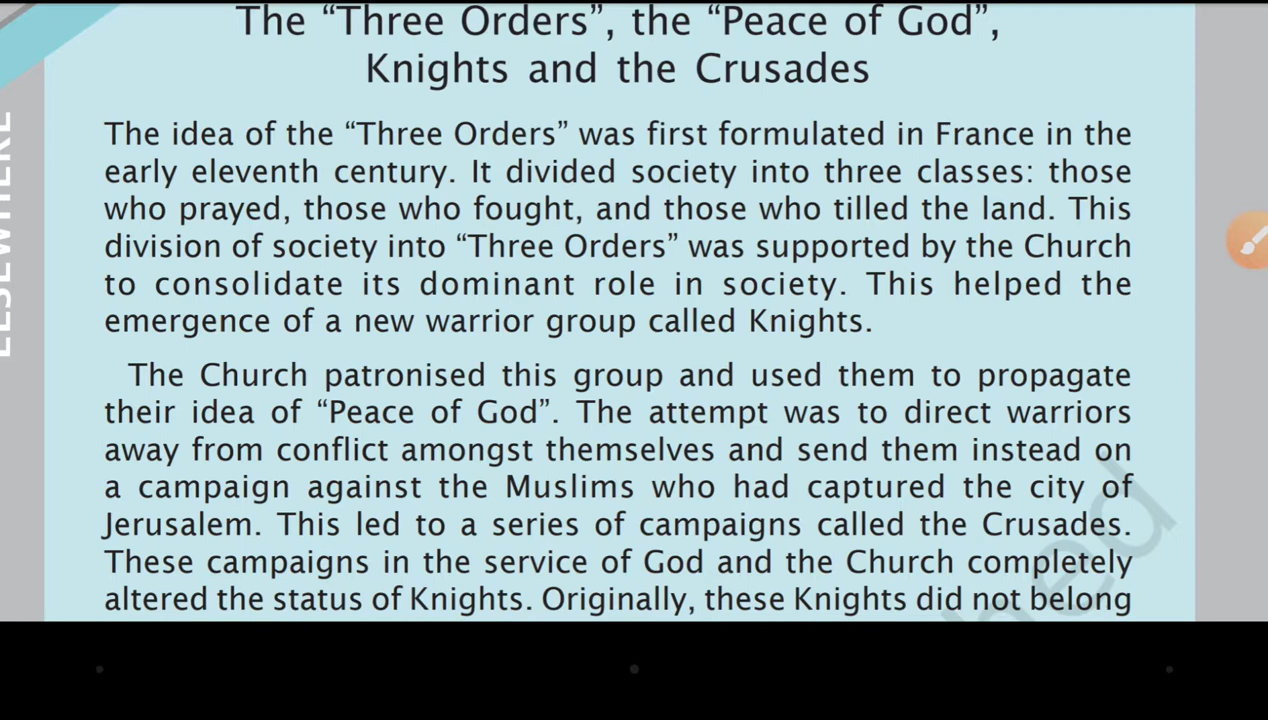 The “Three Orders”, the “Peace of God”,
Knights and the Crusades
ELSEWHERE
The idea of the “Three Orders” was first formulated in France in the
early eleventh century. It divided society into three classes: those
who prayed, those who fought, and those who tilled the land. This
division of society into “Three Orders” was supported by the Church
to consolidate its dominant role in society. This helped the
emergence of a new warrior group called Knights.
The Church patronised this group and used them to propagate
their idea of “Peace of God”. The attempt was to direct warriors
away from conflict amongst themselves and send them instead on
a campaign against the Muslims who had captured the city of
Jerusalem. This led to a series of campaigns called the Crusades.
These campaigns in the service of God and the Church completely
altered the status of Knights. Originally, these Knights did not belong